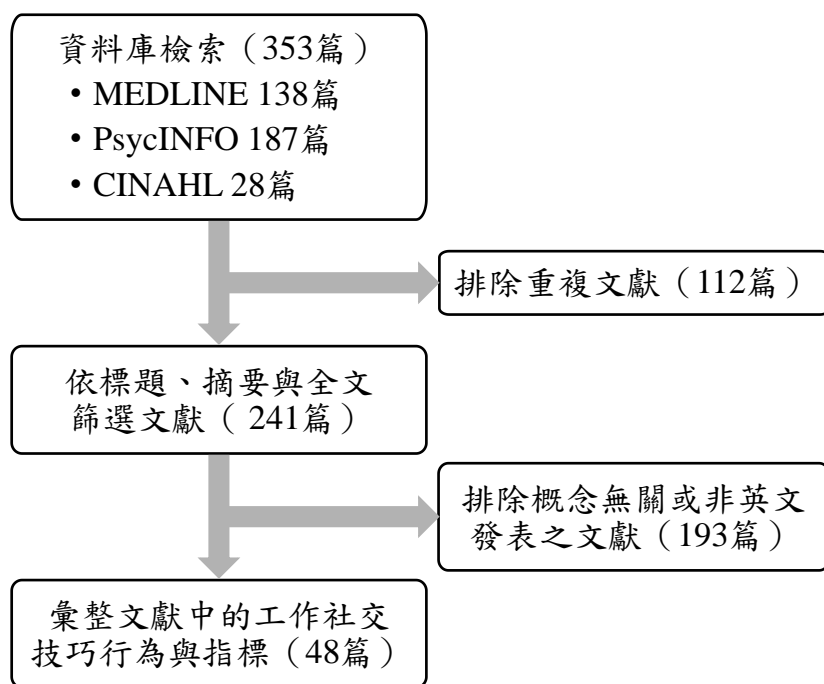 資料庫檢索（353篇）
• MEDLINE 138篇
• PsycINFO 187篇
• CINAHL 28篇
排除重複文獻（112篇）
依標題、摘要與全文
篩選文獻（ 241篇）
排除概念無關或非英文
發表之文獻（193篇）
彙整文獻中的工作社交
技巧行為與指標（48篇）